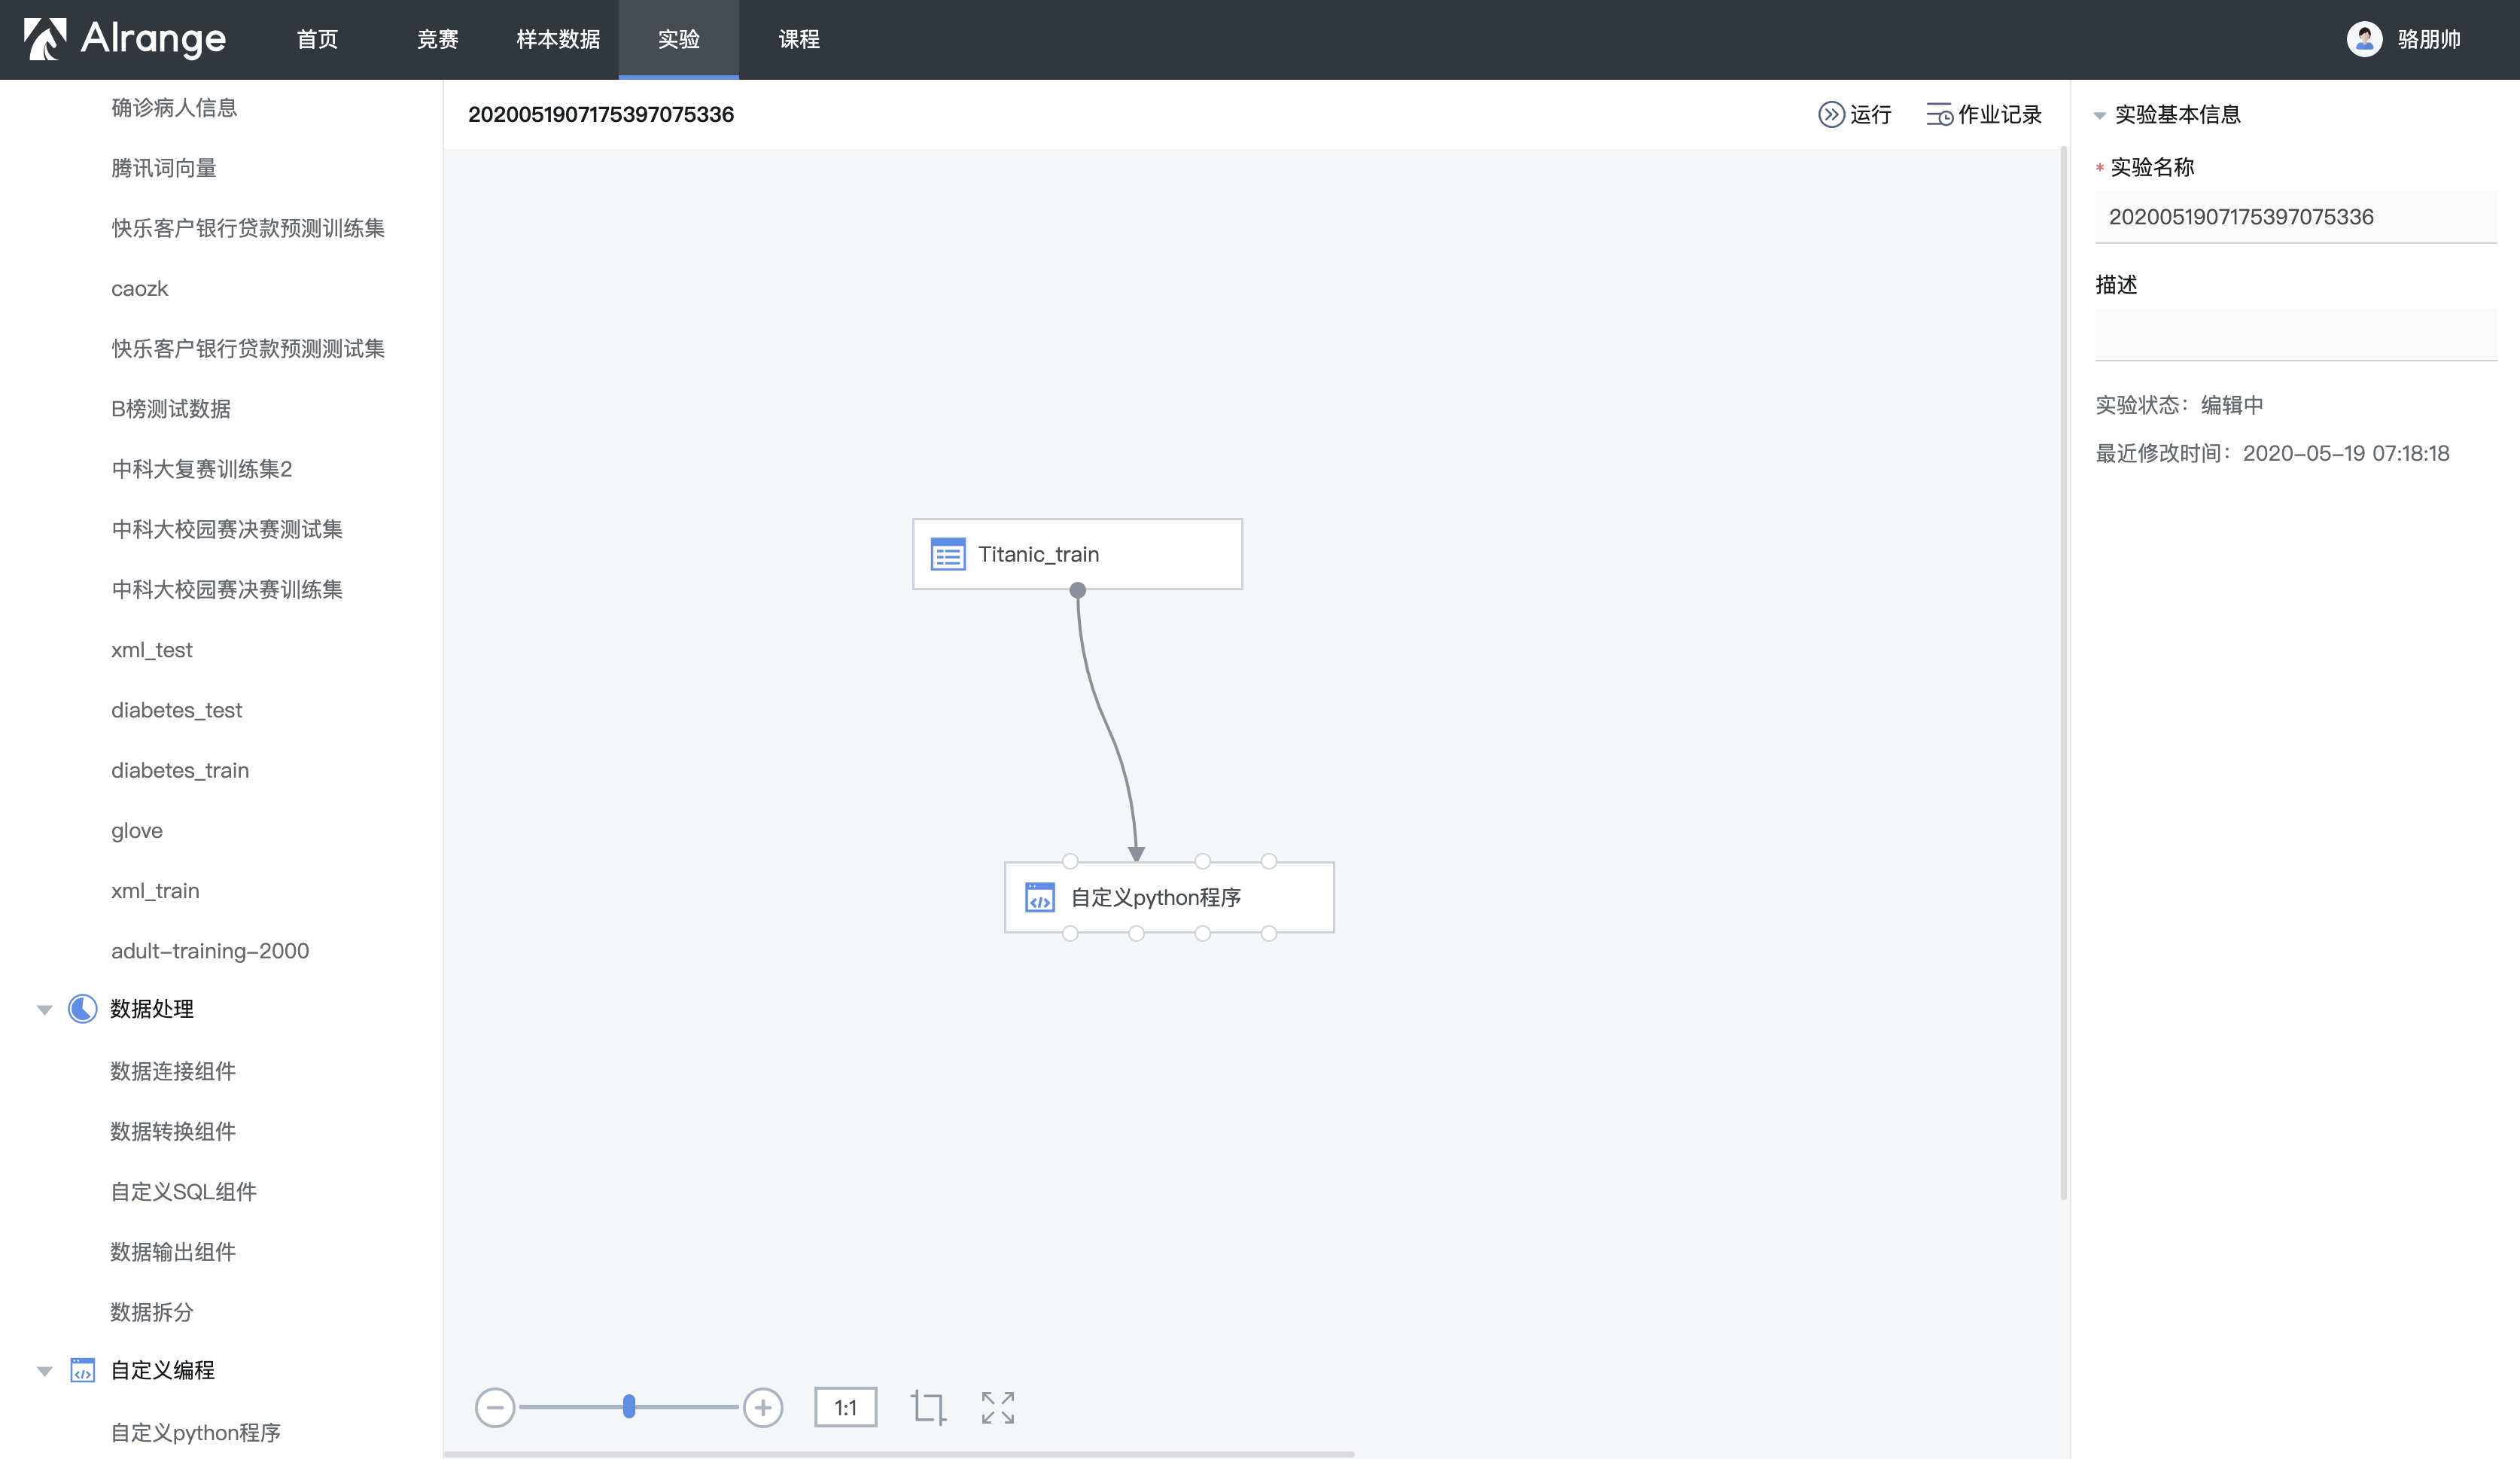 AIrange
首页
竞赛
样本数据
实验
课程
骆朋帅
确诊病人信息
腾讯词向量
快乐客户银行贷款预测训练集
caozk
快乐客户银行贷款预测测试集
B榜测试数据
中科大复赛训练集2
中科大校园赛决赛测试集
中科大校园赛决赛训练集
xml_test
diabetes_test
diabetes_train
glove
xml_train
adult-training-2000
数据处理
数据连接组件
数据转换组件
自定义SQL组件
数据输出组件
数据拆分
自定义编程
自定义python程序
2020051907175397075336
运行
作业记录
Titanic_train
自定义python程序
1:1
实验基本信息
* 实验名称
2020051907175397075336
描述
实验状态：编辑中
最近修改时间：2020-05-19 07:18:18